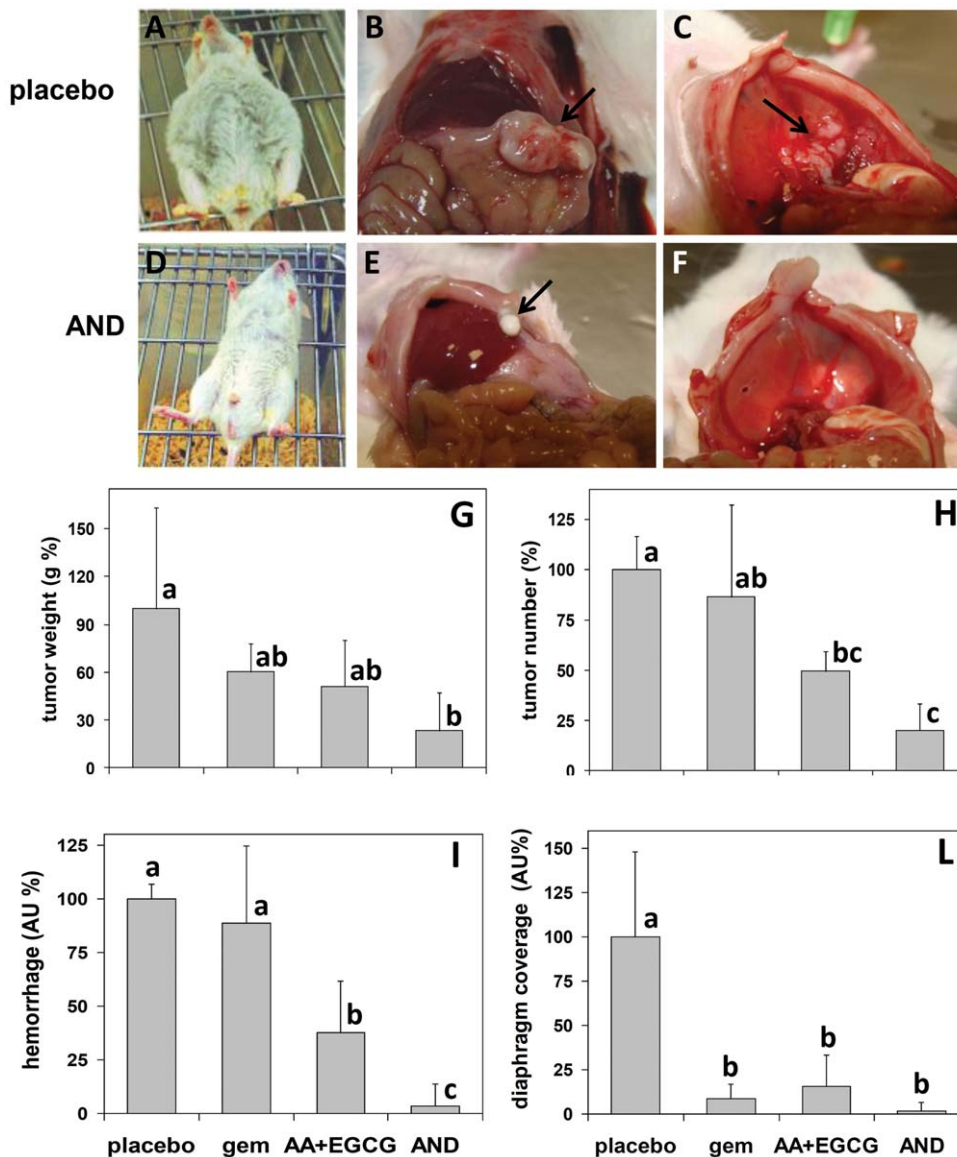 A
B
C
placebo
D
E
F
AND
G
tumor weight (g %)
150
120
90
60
30
0
a
ab
ab
b
H
tumor number (%)
125
100
75
50
25
0
a
ab
bc
c
I
hemorrhage (AU %)
125
100
75
50
25
0
a
a
b
c
placebo gem AA+EGCG AND
L
diaphragm coverage (AU%)
150
125
100
75
50
25
0
a
b
b
b
placebo gem AA+EGCG AND